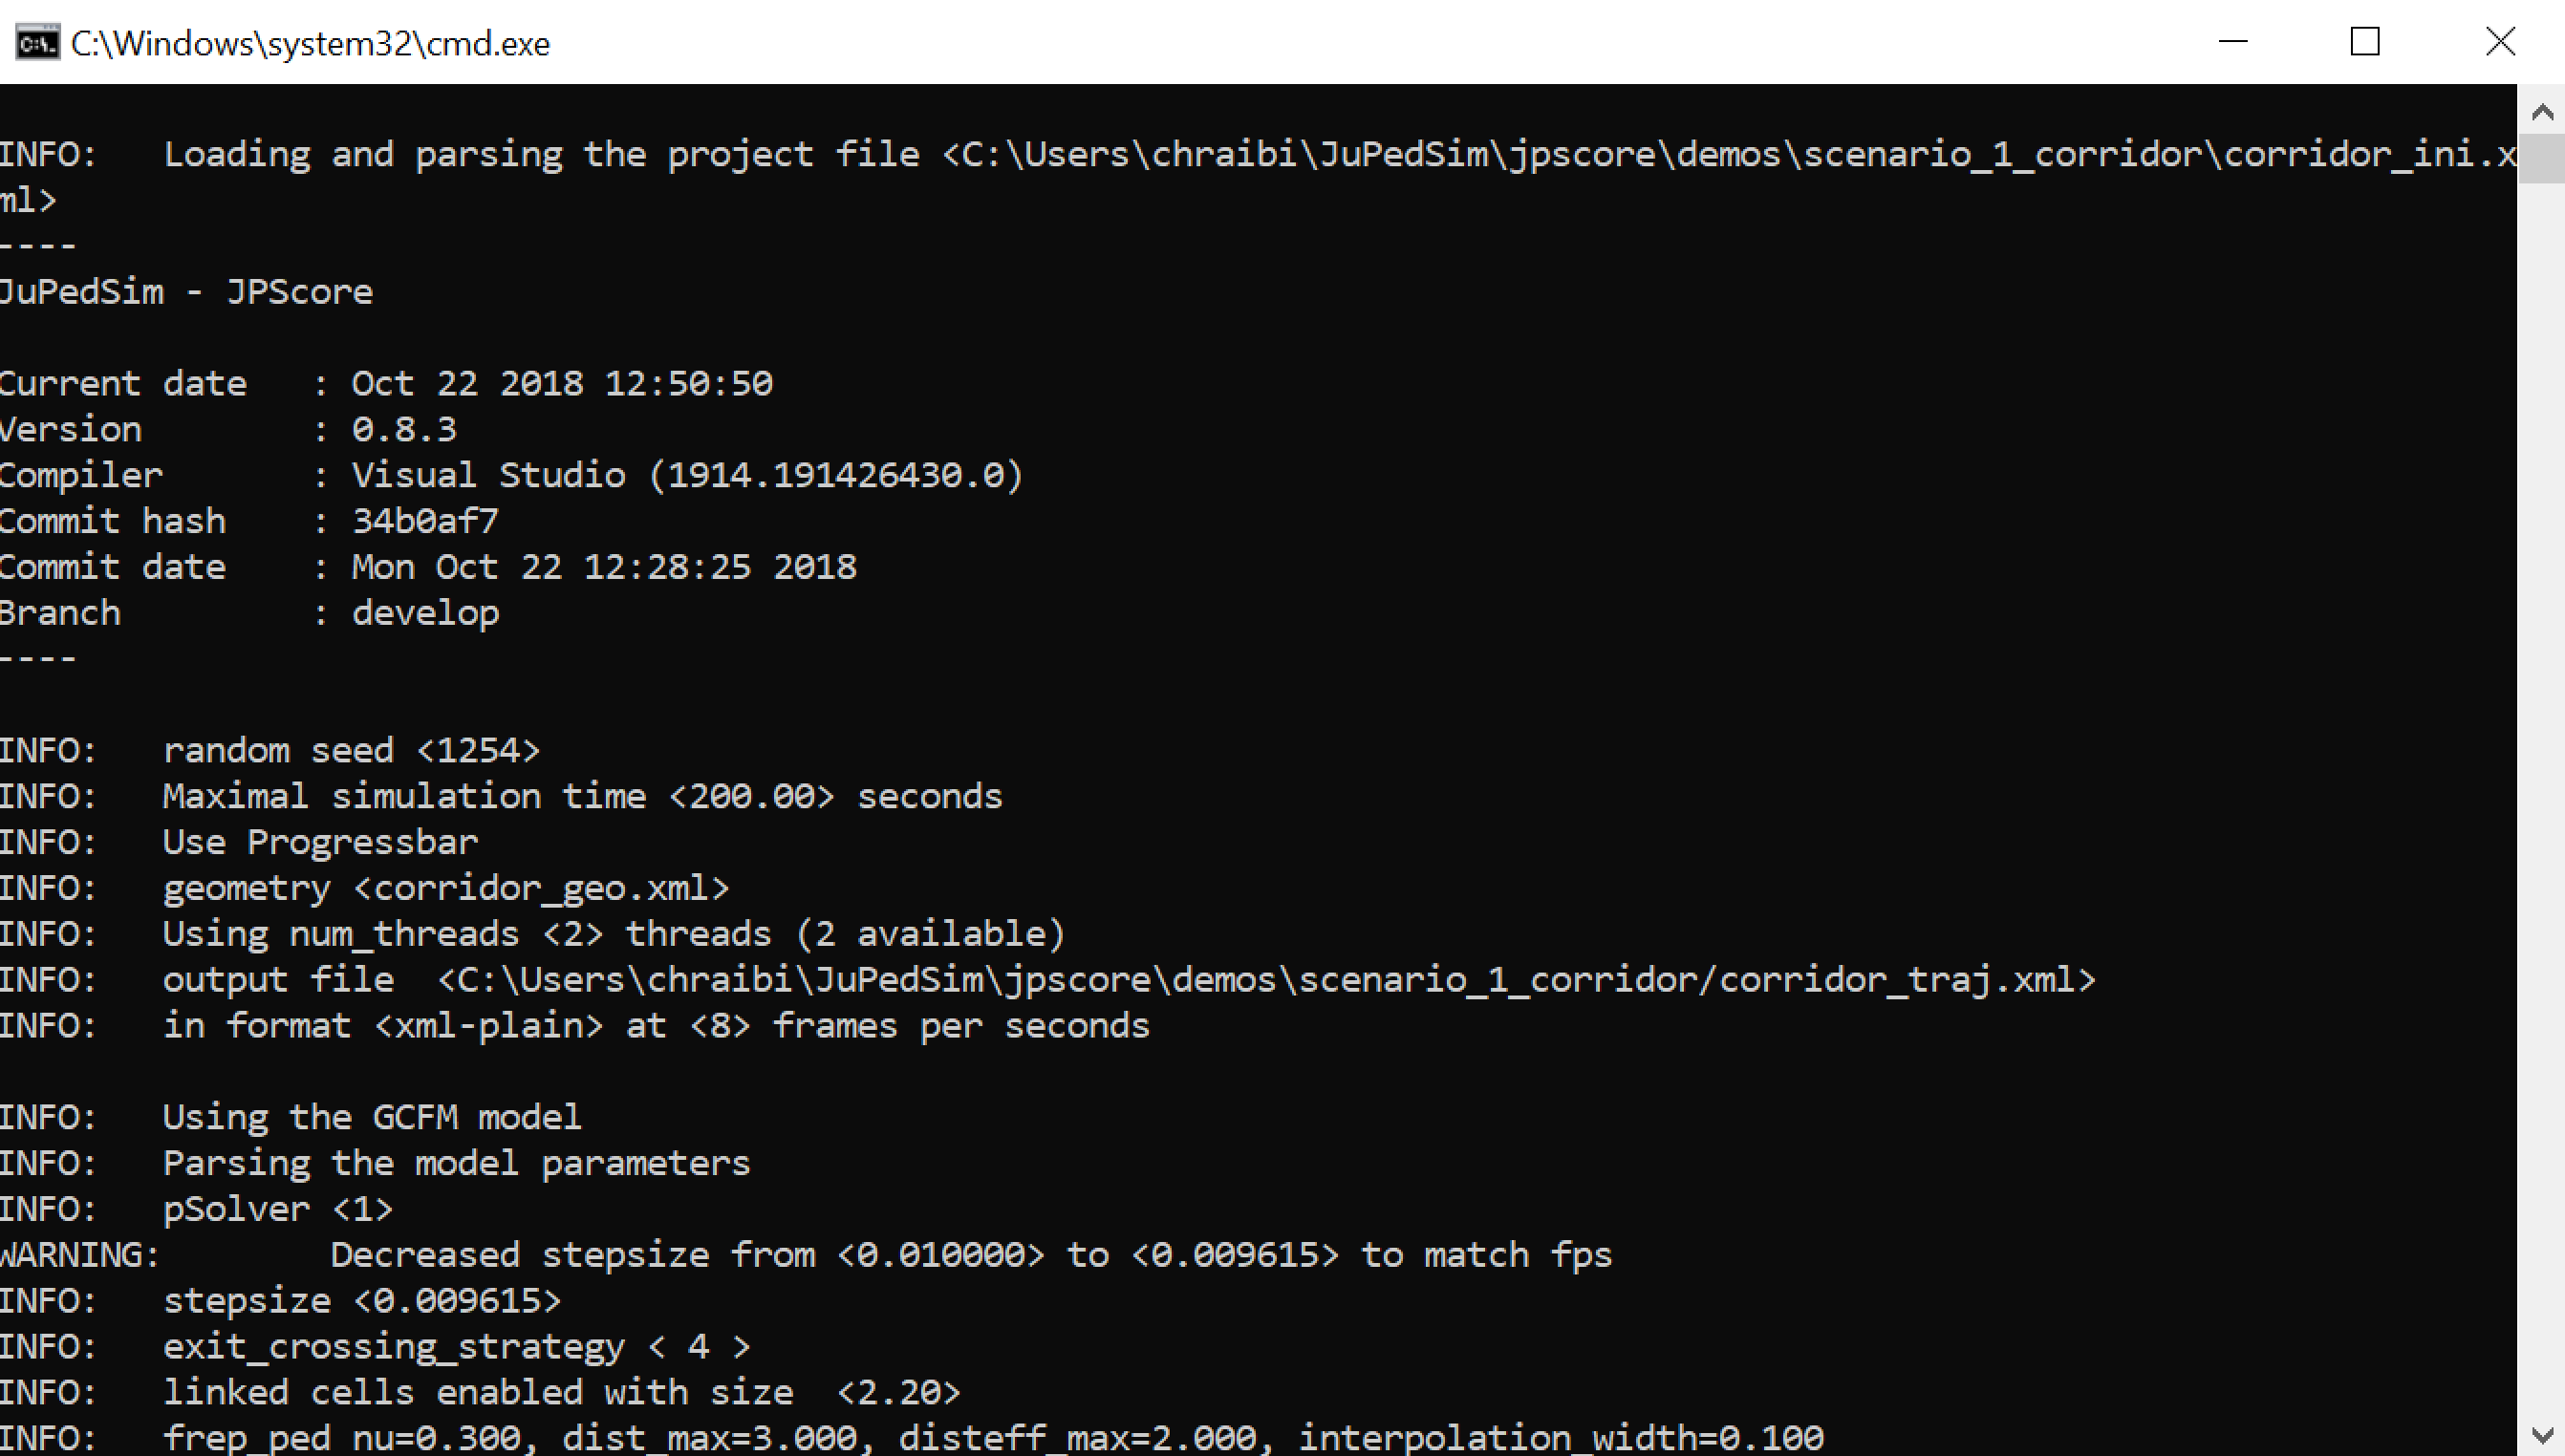 C:\Windows\system32\cmd.exe
INFO:   Loading and parsing the project file <C:\Users\chraibi\JuPedSim\jpscore\demos\scenario_1_corridor\corridor_ini.x
ml>
----
JuPedSim - JPScore
Current date   : Oct 22 2018 12:50:50
Version        : 0.8.3
Compiler       : Visual Studio (1914.191426430.0)
Commit hash    : 34b0af7
Commit date    : Mon Oct 22 12:28:25 2018
Branch         : develop
----
INFO:   random seed <1254>
INFO:   Maximal simulation time <200.00> seconds
INFO:   Use Progressbar
INFO:   geometry <corridor_geo.xml>
INFO:   Using num_threads <2> threads (2 available)
INFO:   output file  <C:\Users\chraibi\JuPedSim\jpscore\demos\scenario_1_corridor/corridor_traj.xml>
INFO:   in format <xml-plain> at <8> frames per seconds
INFO:   Using the GCFM model
INFO:   Parsing the model parameters
INFO:   pSolver <1>
WARNING:        Decreased stepsize from <0.010000> to <0.009615> to match fps
INFO:   stepsize <0.009615>
INFO:   exit_crossing_strategy < 4 >
INFO:   linked cells enabled with size  <2.20>
INFO:   frep_ped nu=0.300, dist_max=3.000, disteff_max=2.000, interpolation_width=0.100